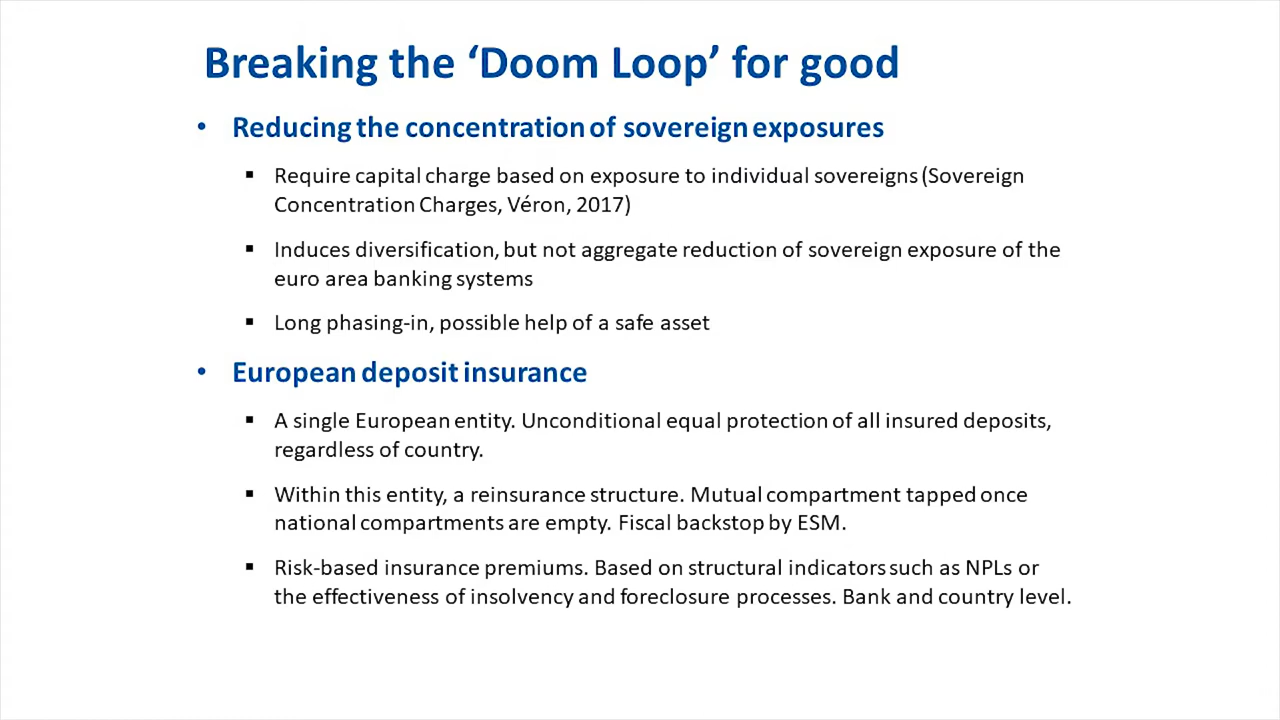 Breaking the ‘Doom Loop’ for good
• Reducing the concentration of sovereign exposures
▪ Require capital charge based on exposure to individual sovereigns (Sovereign
Concentration Charges, Véron, 2017)
▪ Induces diversification, but not aggregate reduction of sovereign exposure of the
euro area banking systems
▪ Long phasing-in, possible help of a safe asset
• European deposit insurance
▪ A single European entity. Unconditional equal protection of all insured deposits,
regardless of country.
▪ Within this entity, a reinsurance structure. Mutual compartment tapped once
national compartments are empty. Fiscal backstop by ESM.
▪ Risk-based insurance premiums. Based on structural indicators such as NPLs or
the effectiveness of insolvency and foreclosure processes. Bank and country level.